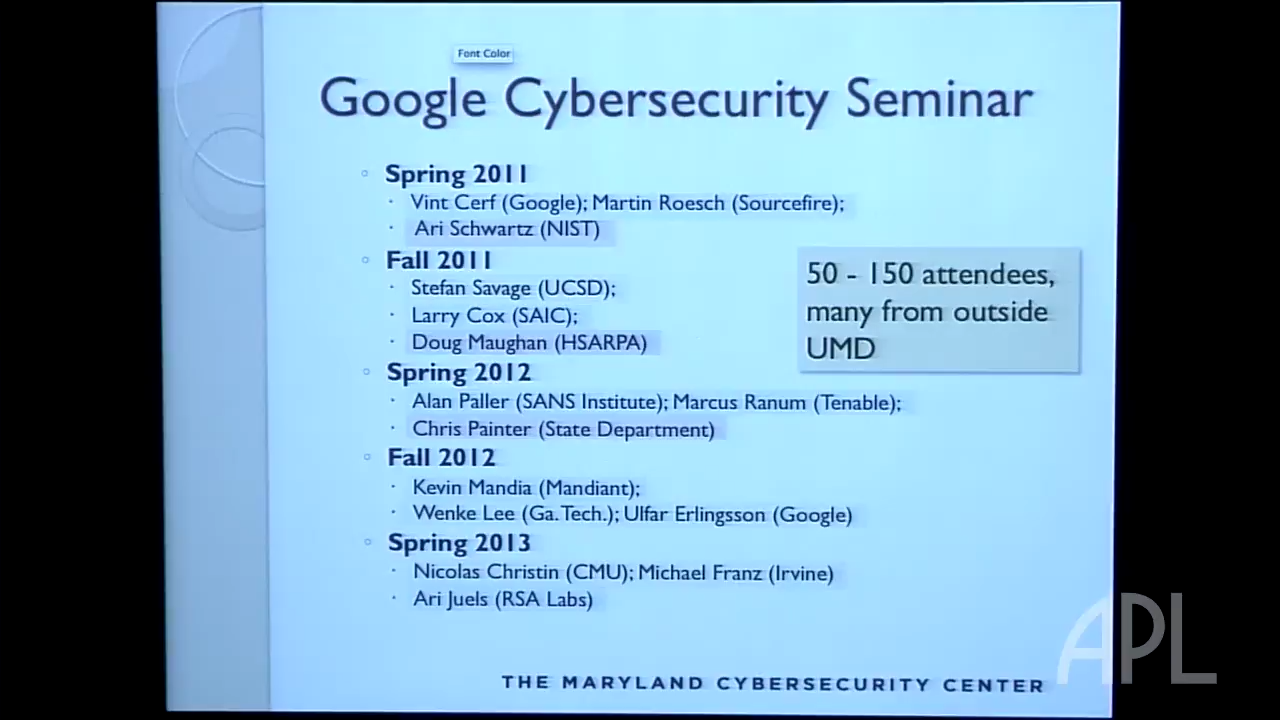 Font Color
Google Cybersecurity Seminar
Spring 2011
Vint Cerf (Google); Martin Roesch (Sourcefire);
Ari Schwartz (NIST)
Fall 2011
Stefan Savage (UCSD);
Larry Cox (SAIC);
Doug Maughan (HSARPA)
50 - 150 attendees,
many from outside
UMD
Spring 2012
Alan Paller (SANS Institute); Marcus Ranum (Tenable);
Chris Painter (State Department)
Fall 2012
Kevin Mandia (Mandiant);
Wenke Lee (Ga. Tech.); Ulfar Erlingsson (Google)
Spring 2013
Nicolas Christin (CMU); Michael Franz (Irvine)
Ari Juels (RSA Labs)
THE MARYLAND CYBERSECURITY CENTER
APL